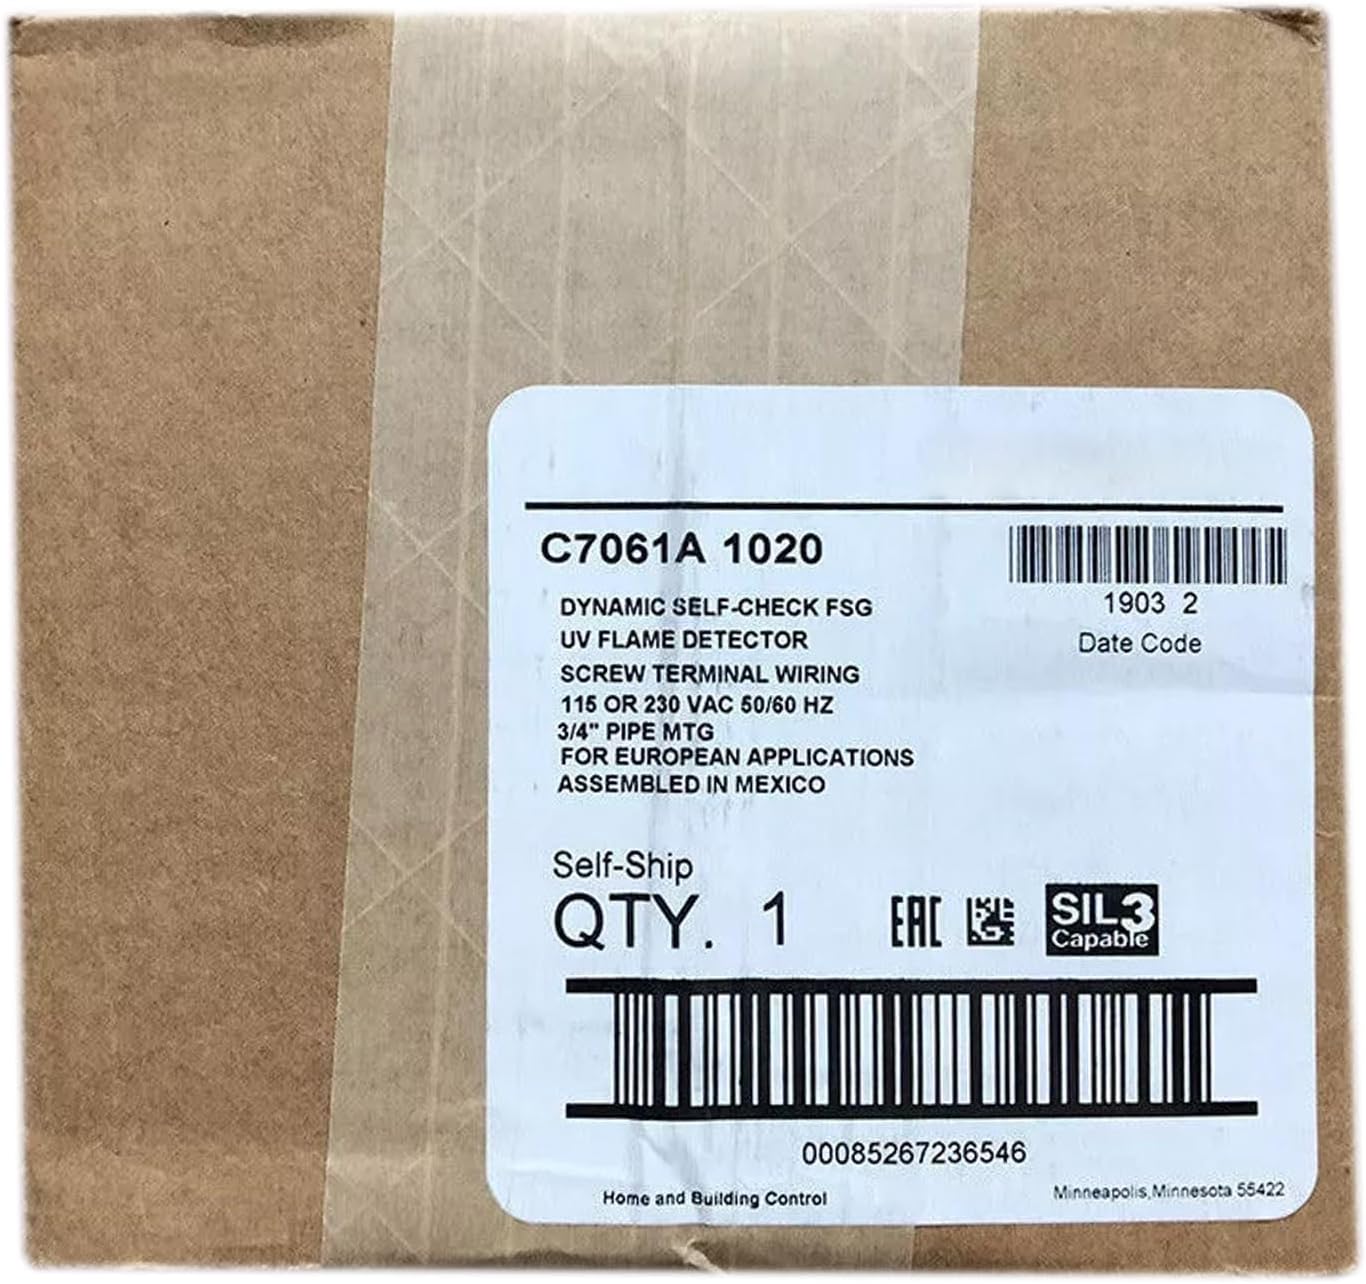 C7061A 1020
1903 2
Date Code
DYNAMIC SELF-CHECK FSG
UV FLAME DETECTOR
SCREW TERMINAL WIRING
115 OR 230 VAC 50/60 HZ
3/4" PIPE MTG
FOR EUROPEAN APPLICATIONS
ASSEMBLED IN MEXICO
Self-Ship
QTY. 1
EAC
SIL3
Capable
00085267236546
Home and Building Control
Minneapolis, Minnesota 55422